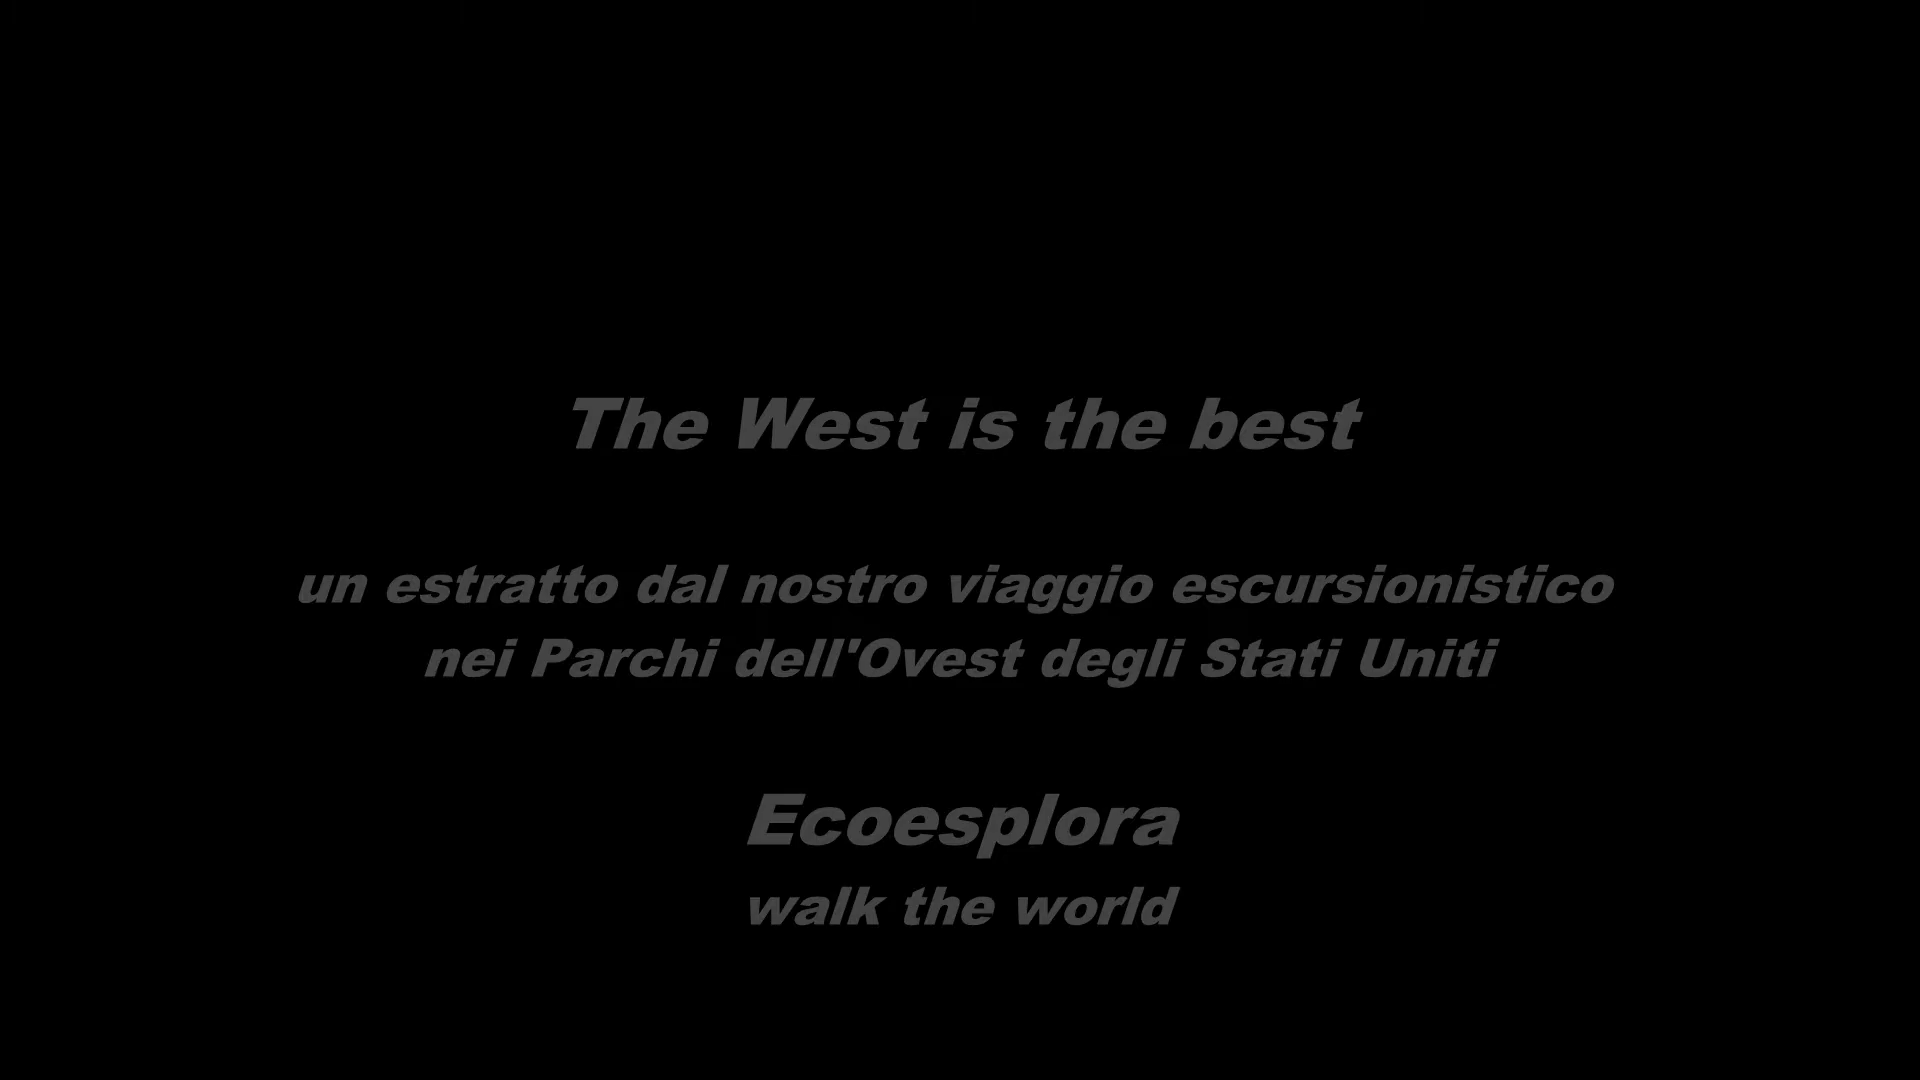 The West is the best
un estratto dal nostro viaggio escursionistico
nei Parchi dell'Ovest degli Stati Uniti
Ecoesplora
walk the world